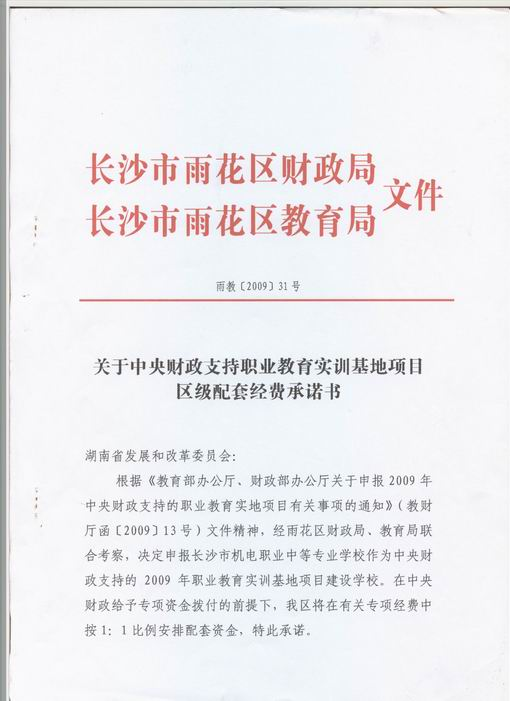 长沙市雨花区财政局
长沙市雨花区教育局
文件
雨教〔2009〕31号
关于中央财政支持职业教育实训基地项目
区级配套经费承诺书
湖南省发展和改革委员会：
根据《教育部办公厅、财政部办公厅关于申报 2009 年
中央财政支持的职业教育实地项目有关事项的通知》（教财
厅函〔2009〕13号）文件精神，经雨花区财政局、教育局联
合考察，决定申报长沙市机电职业中等专业学校作为中央财
政支持的 2009 年职业教育实训基地项目建设学校。在中央
财政给予专项资金拨付的前提下，我区将在有关专项经费中
按1：1比例安排配套资金，特此承诺。